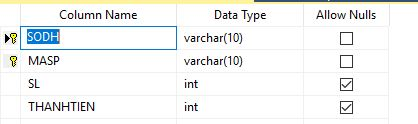 Column Name Data Type Allow Nulls
SODH varchar(10)
MASP varchar(10)
SL int
THANHTIEN int